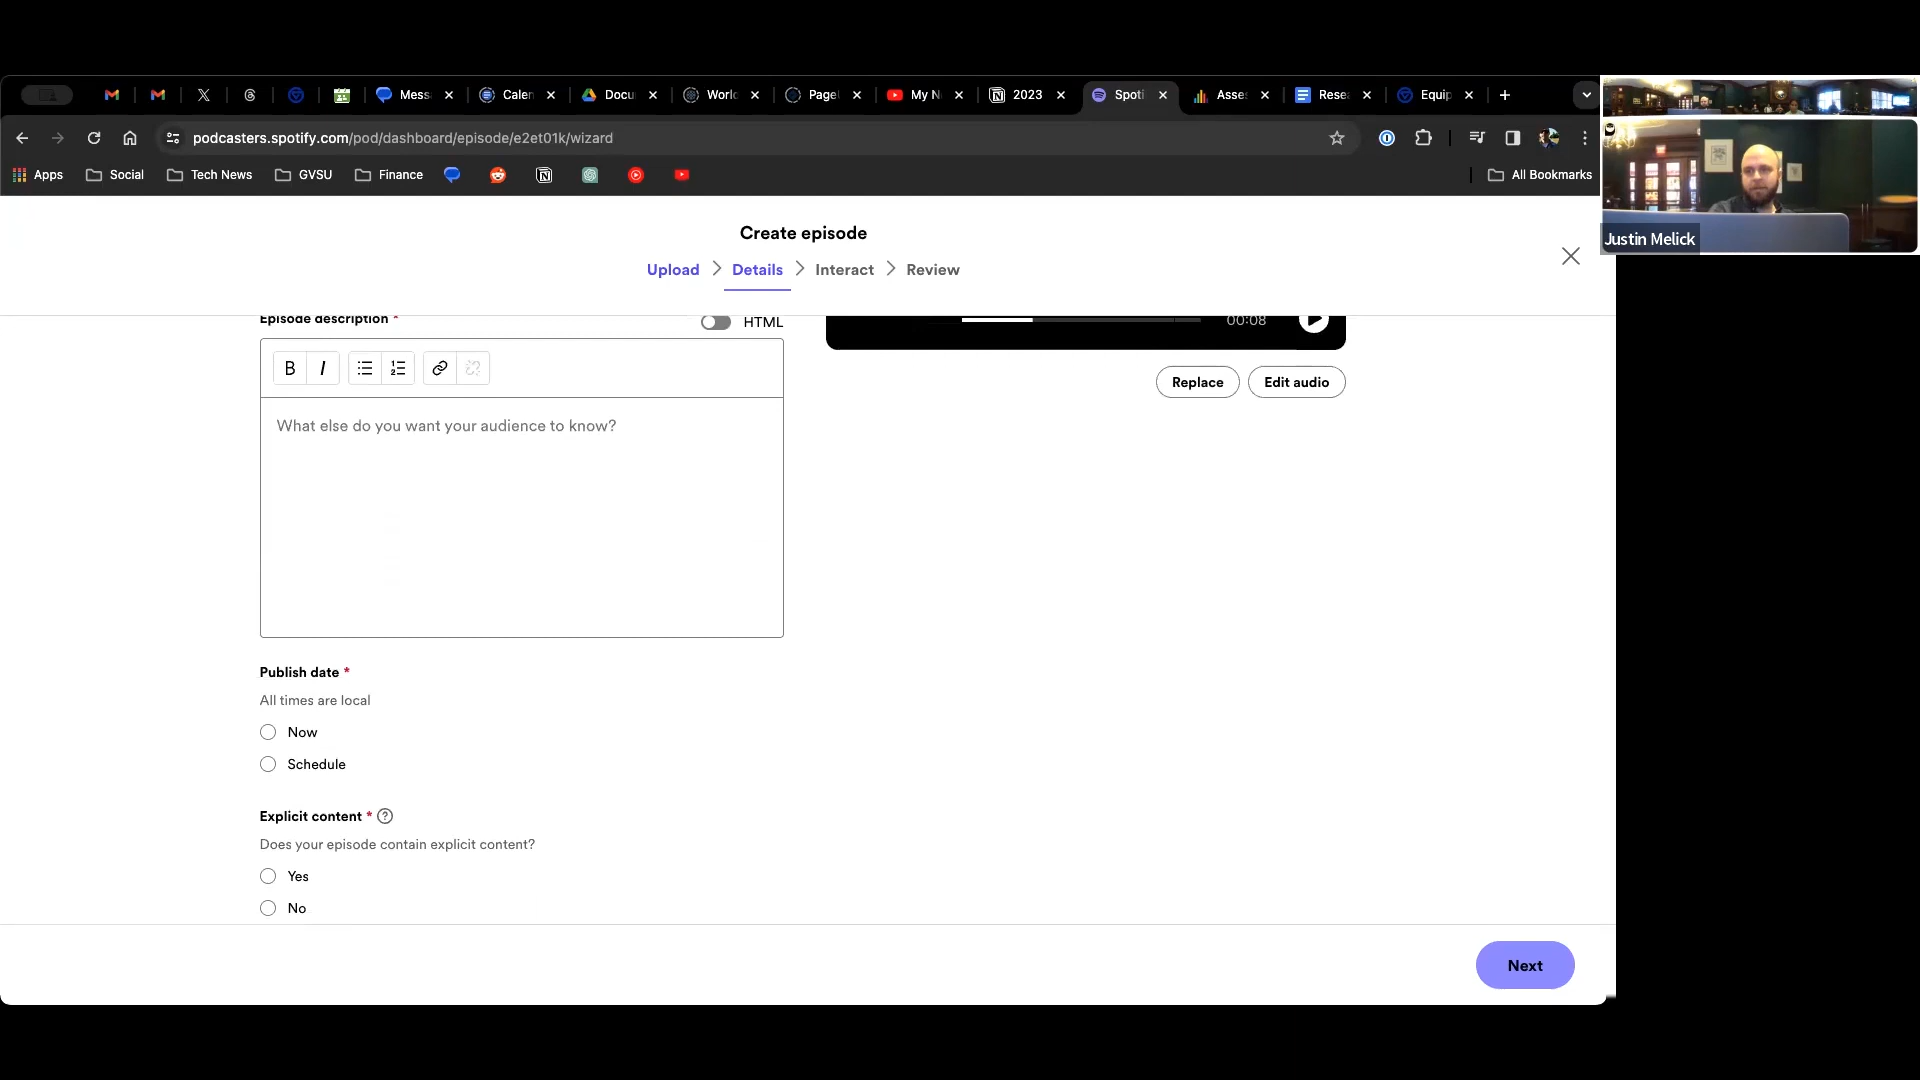 Mess
Calen
Docu
World
Page
My N
2023
Spoti
Asse
Rese
Equip
podcasters.spotify.com/pod/dashboard/episode/e2et01k/wizard
Apps
Social
Tech News
GVSU
Finance
All Bookmarks
Justin Melick
Create episode
Upload
Details
Interact
Review
Episode description *
HTML
00:08
B
I
Replace
Edit audio
What else do you want your audience to know?
Publish date *
All times are local
Now
Schedule
Explicit content *
Does your episode contain explicit content?
Yes
No
Next